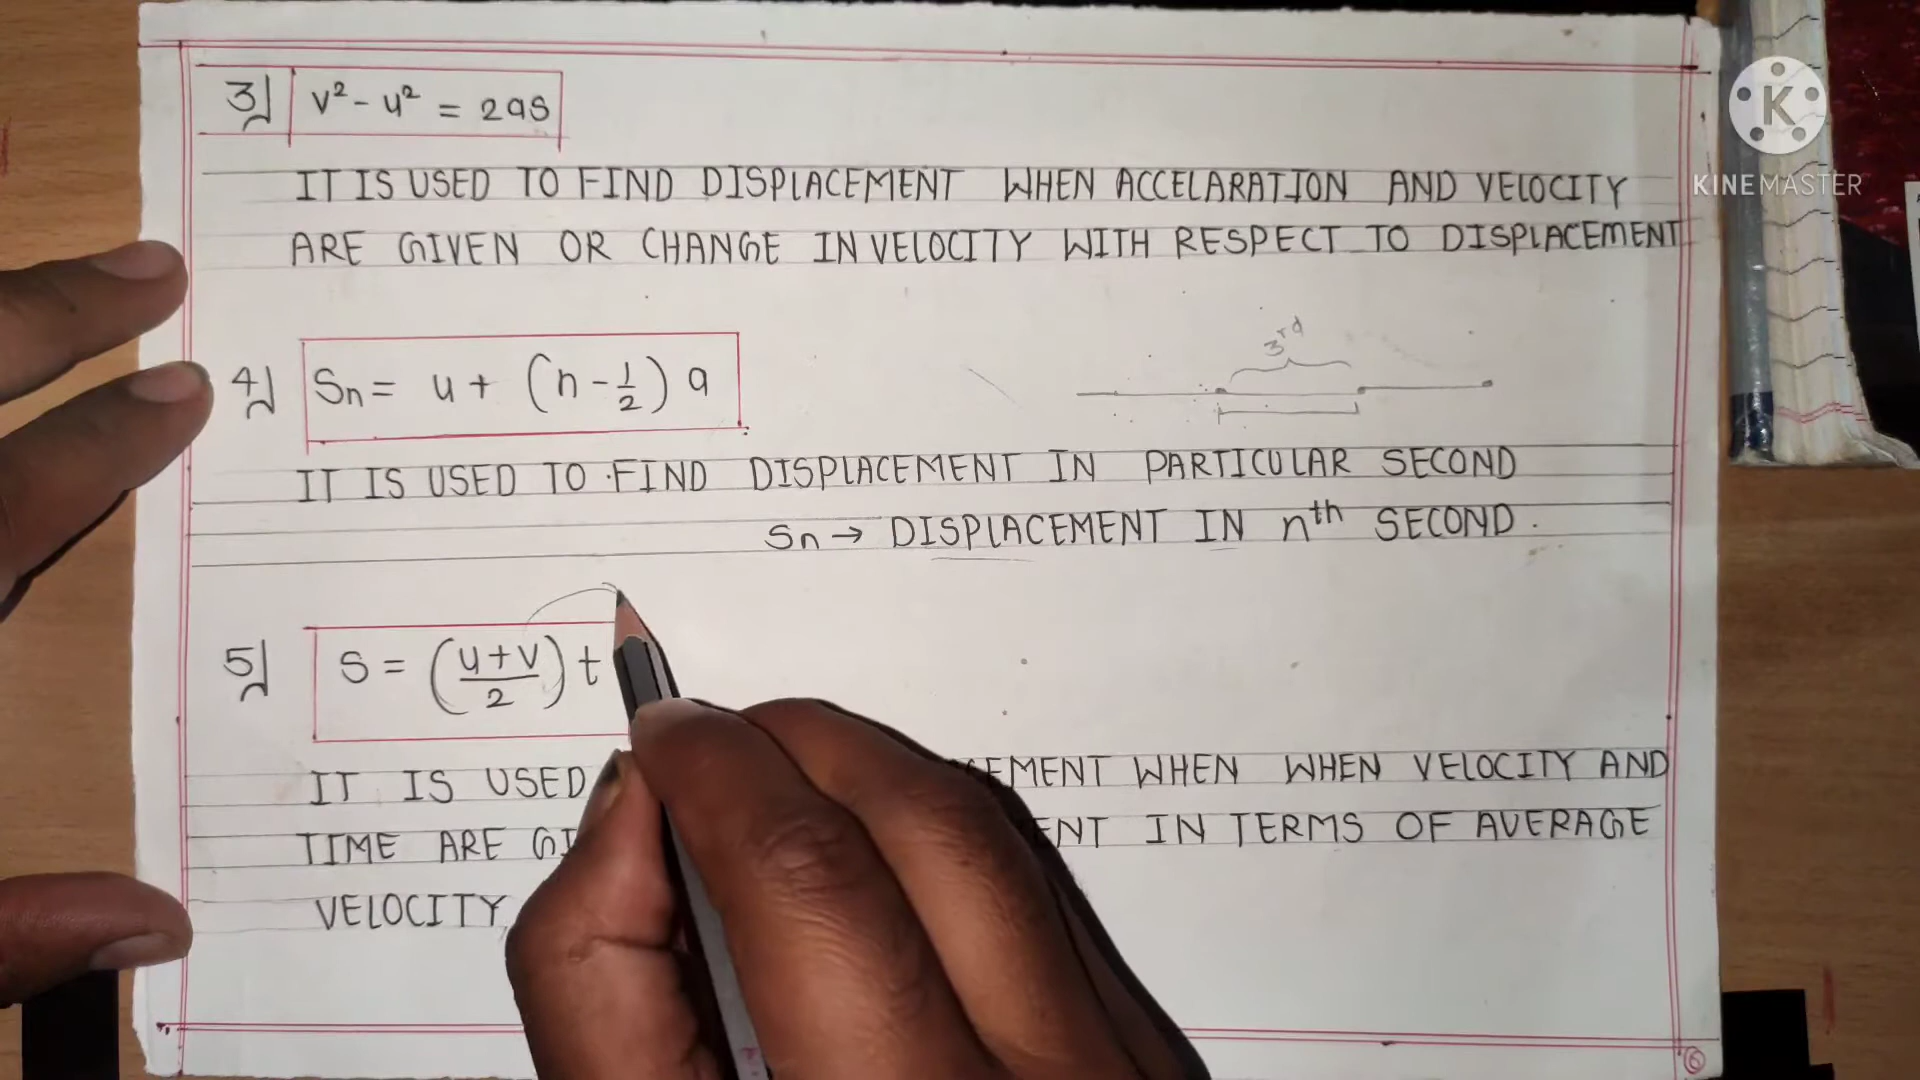 3) v² - u² = 2as
K
KINEMASTER
IT IS USED TO FIND DISPLACEMENT WHEN ACCELARATION AND VELOCITY
ARE GIVEN OR CHANGE IN VELOCITY WITH RESPECT TO DISPLACEMENT
3rd
4) Sn = u + (n - 1/2) a
IT IS USED TO FIND DISPLACEMENT IN PARTICULAR SECOND
Sn → DISPLACEMENT IN nth SECOND.
5) S = (u+v/2) t
IT IS USED WHEN WHEN VELOCITY AND
TIME ARE IN TERMS OF AVERAGE
VELOCITY
6